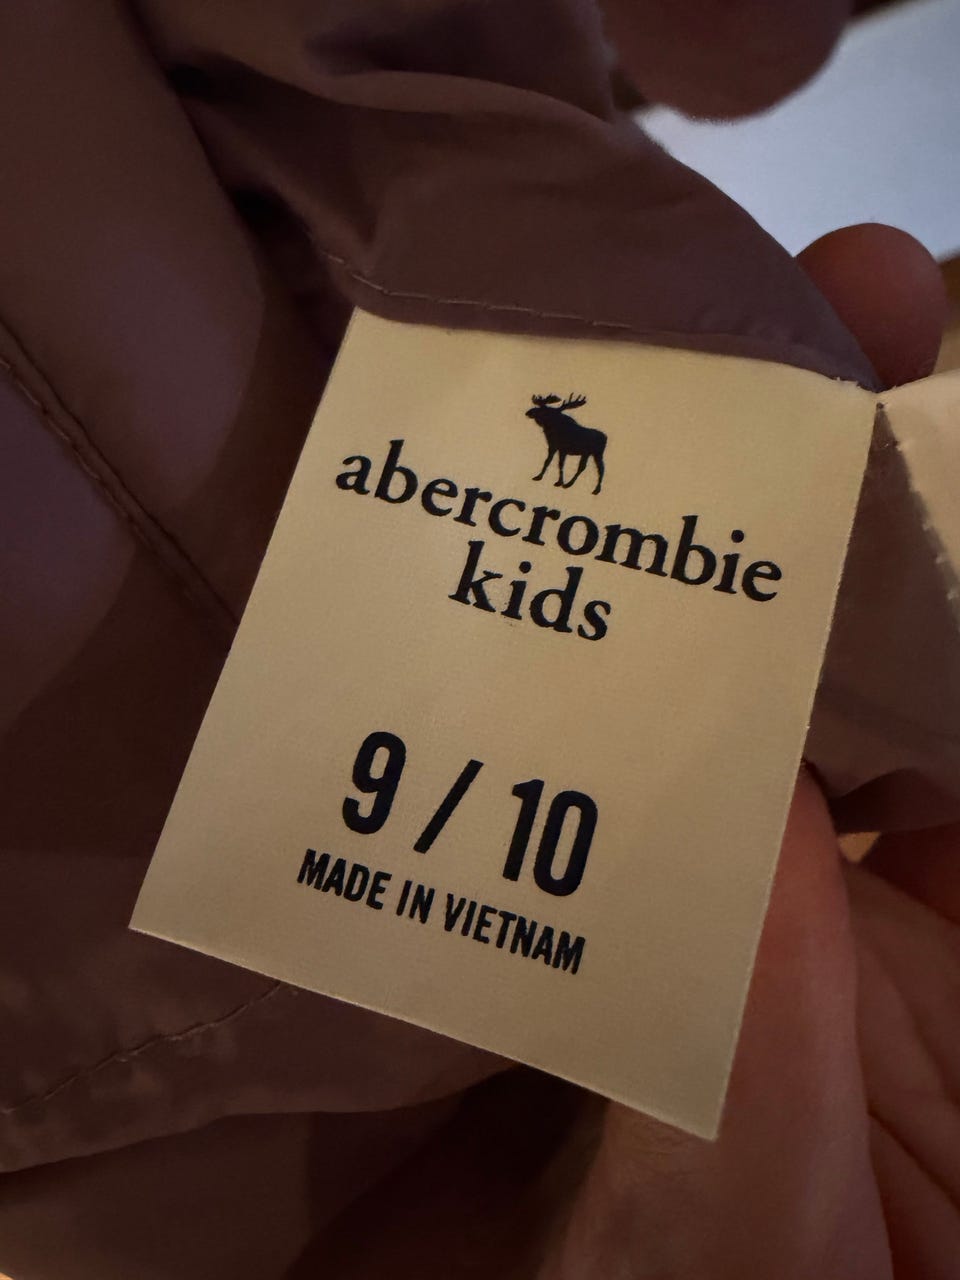 abercrombie
kids
9 / 10
MADE IN VIETNAM